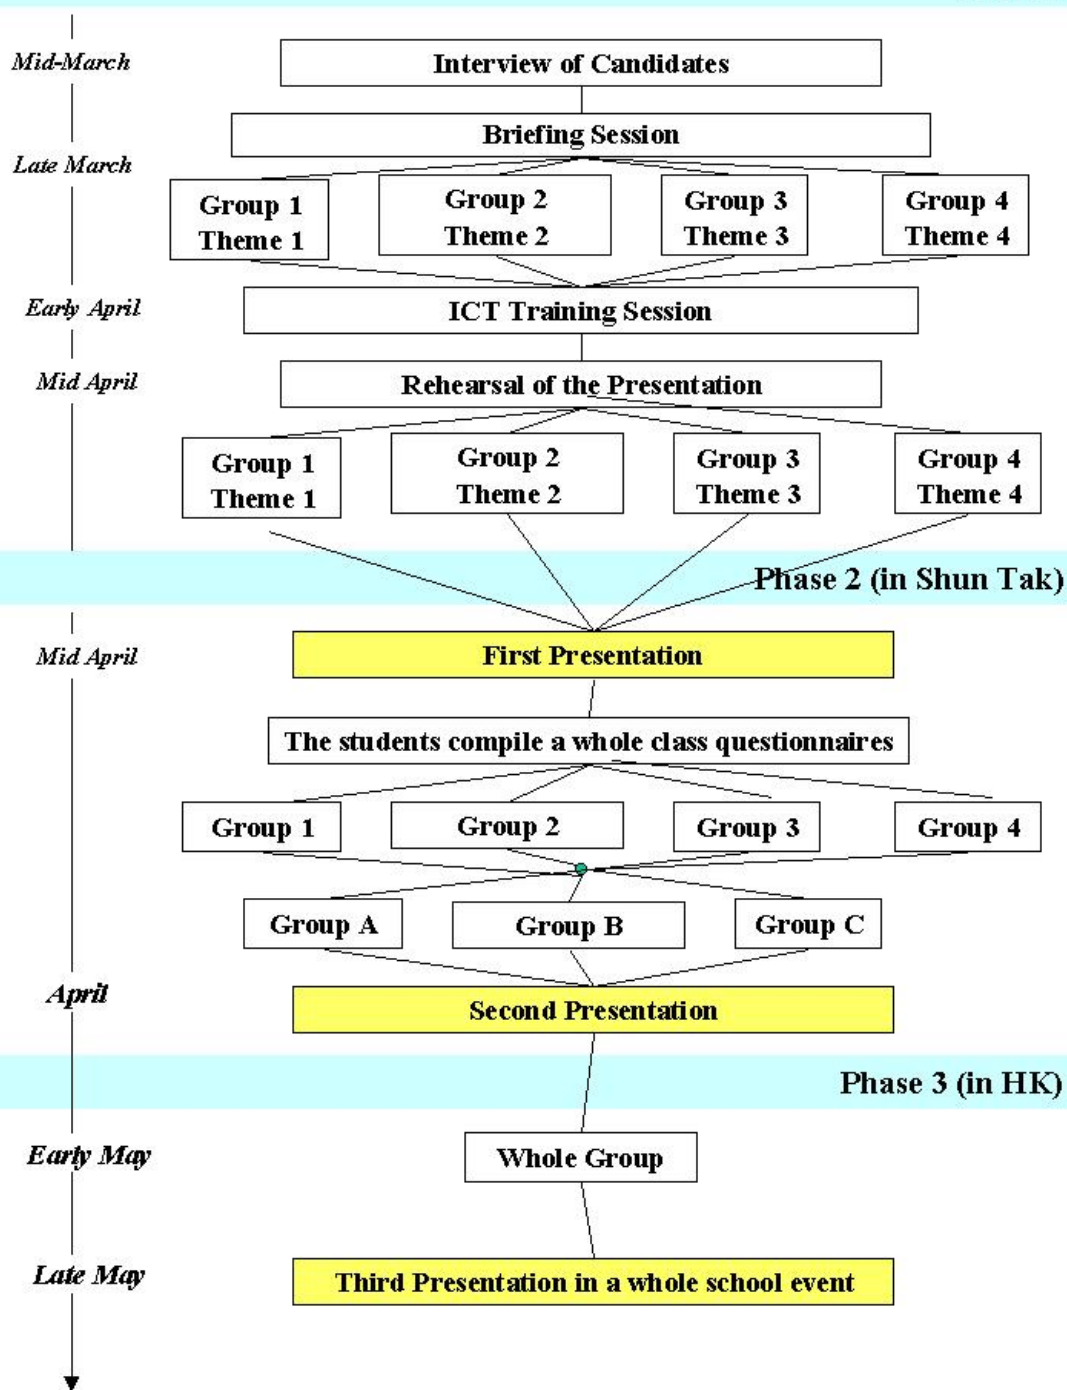 Mid-March
Interview of Candidates
Briefing Session
Late March
Group 1
Theme 1
Group 2
Theme 2
Group 3
Theme 3
Group 4
Theme 4
Early April
ICT Training Session
Mid April
Rehearsal of the Presentation
Group 1
Theme 1
Group 2
Theme 2
Group 3
Theme 3
Group 4
Theme 4
Phase 2 (in Shun Tak)
Mid April
First Presentation
The students compile a whole class questionnaires
Group 1
Group 2
Group 3
Group 4
Group A
Group B
Group C
April
Second Presentation
Phase 3 (in HK)
Early May
Whole Group
Late May
Third Presentation in a whole school event